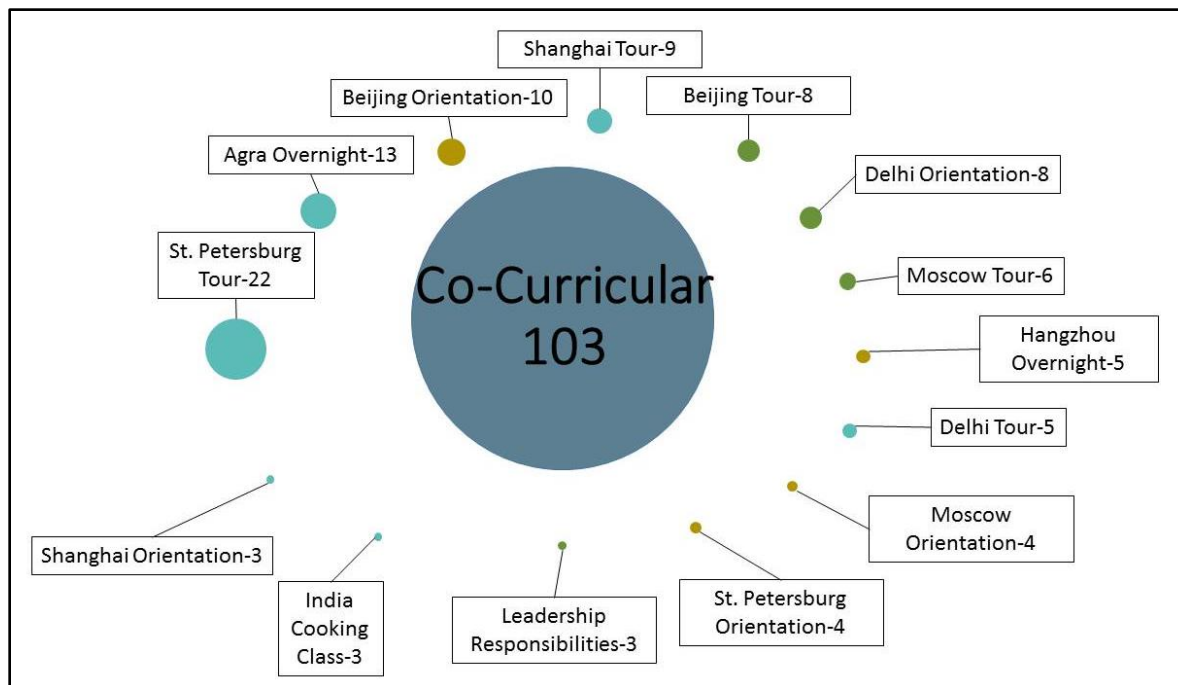 Shanghai Tour-9
Beijing Orientation-10
Beijing Tour-8
Agra Overnight-13
Delhi Orientation-8
St. Petersburg
Tour-22
Co-Curricular
103
Moscow Tour-6
Hangzhou
Overnight-5
Delhi Tour-5
Moscow
Orientation-4
Shanghai Orientation-3
India
Cooking
Class-3
Leadership
Responsibilities-3
St. Petersburg
Orientation-4